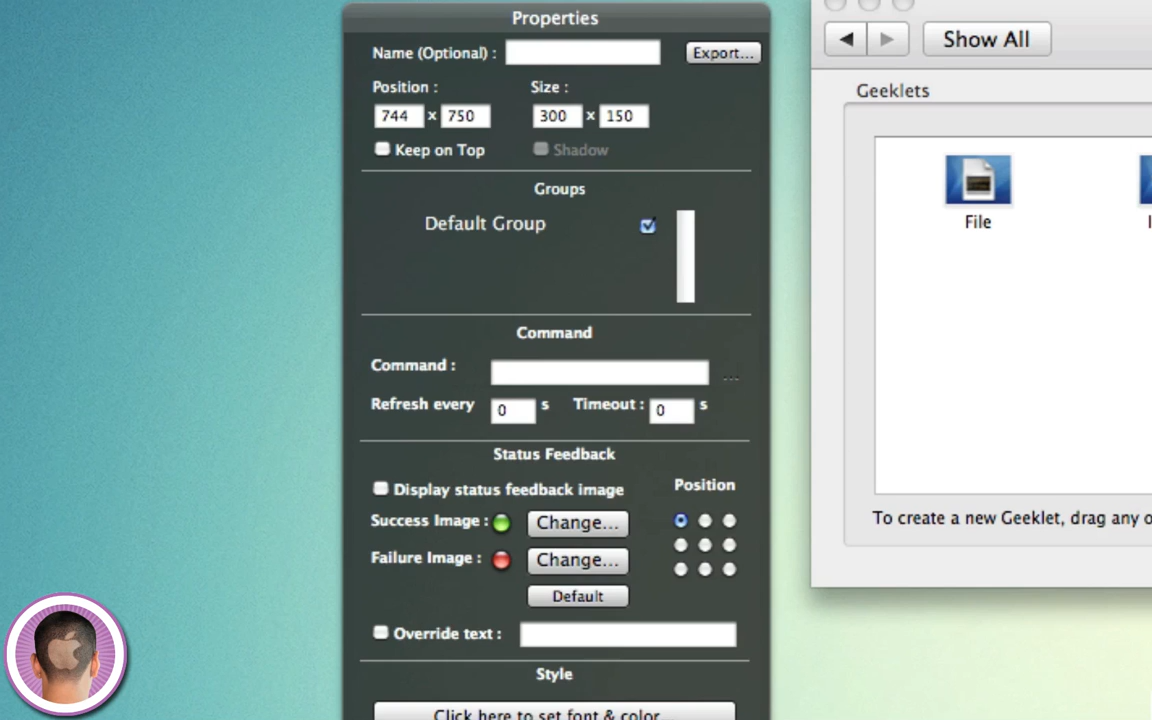 Properties
Name (Optional) :
Export...
Position :
Size :
744 x 750
300 x 150
Keep on Top
Shadow
Groups
Default Group
Command
Command :
...
Refresh every 0 s
Timeout : 0 s
Status Feedback
Display status feedback image
Position
Success Image :
Change...
Failure Image :
Change...
Default
Override text :
Style
Click here to set font & color...
Show All
Geeklets
File
To create a new Geeklet, drag any o